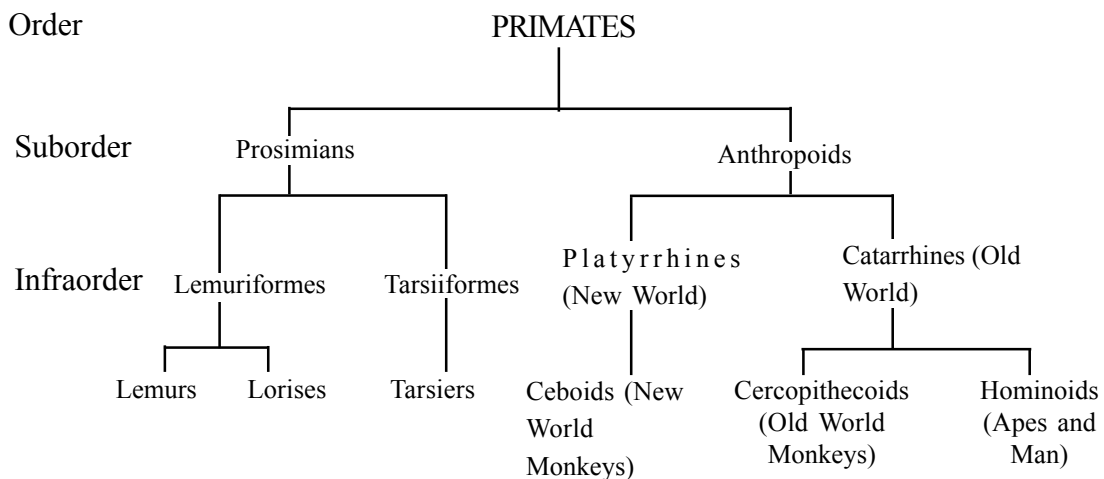 Order
PRIMATES
Suborder
Prosimians
Anthropoids
Infraorder
Lemuriformes
Tarsiiformes
Platyrrhines
(New World)
Catarrhines (Old
World)
Lemurs
Lorises
Tarsiers
Ceboids (New
World
Monkeys)
Cercopithecoids
(Old World
Monkeys)
Hominoids
(Apes and
Man)